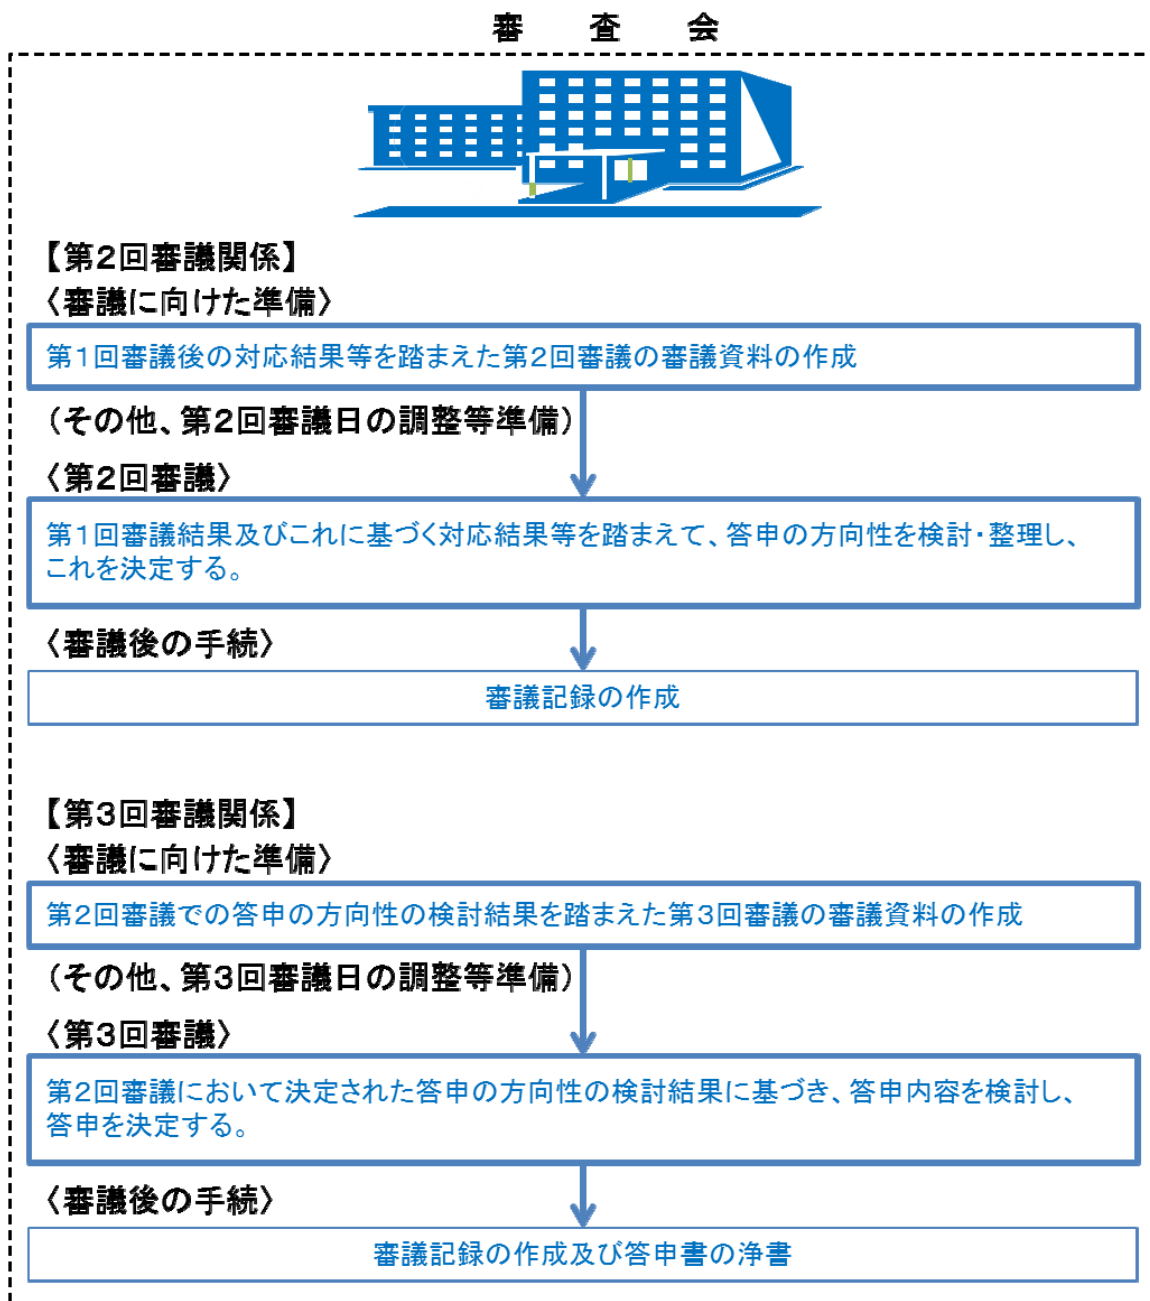 審　査　会
【第２回審議関係】
〈審議に向けた準備〉
第１回審議後の対応結果等を踏まえた第２回審議の審議資料の作成
（その他、第２回審議日の調整等準備）
〈第２回審議〉
第１回審議結果及びこれに基づく対応結果等を踏まえて、答申の方向性を検討・整理し、
これを決定する。
〈審議後の手続〉
審議記録の作成
【第３回審議関係】
〈審議に向けた準備〉
第２回審議での答申の方向性の検討結果を踏まえた第３回審議の審議資料の作成
（その他、第３回審議日の調整等準備）
〈第３回審議〉
第２回審議において決定された答申の方向性の検討結果に基づき、答申内容を検討し、
答申を決定する。
〈審議後の手続〉
審議記録の作成及び答申書の浄書